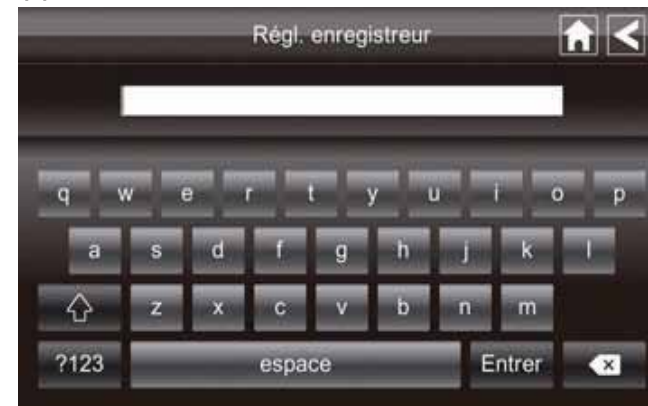 Régl. enregistreur
q w e r t y u i o p
a s d f g h j k l
z x c v b n m
?123 espace Entrer